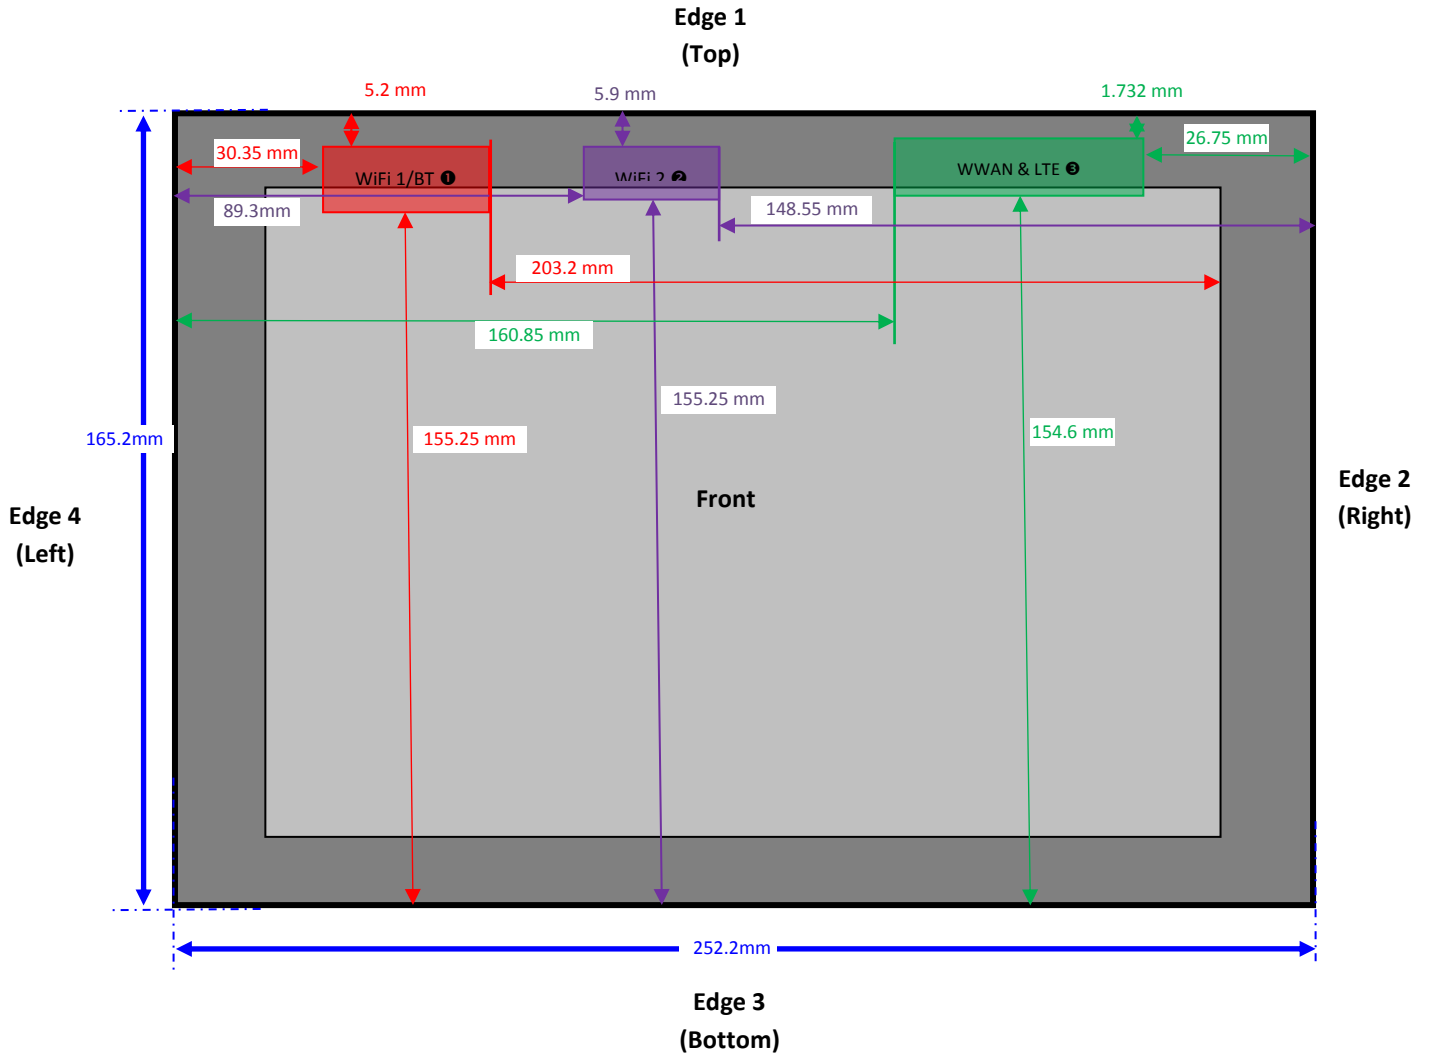 Edge 1
(Top)
5.2 mm
5.9 mm
1.732 mm
30.35 mm
26.75 mm
WiFi 1/BT ❶
WiFi 2 ❷
WWAN & LTE ❸
89.3mm
148.55 mm
203.2 mm
160.85 mm
155.25 mm
165.2mm
155.25 mm
154.6 mm
Front
Edge 2
(Right)
Edge 4
(Left)
252.2mm
Edge 3
(Bottom)